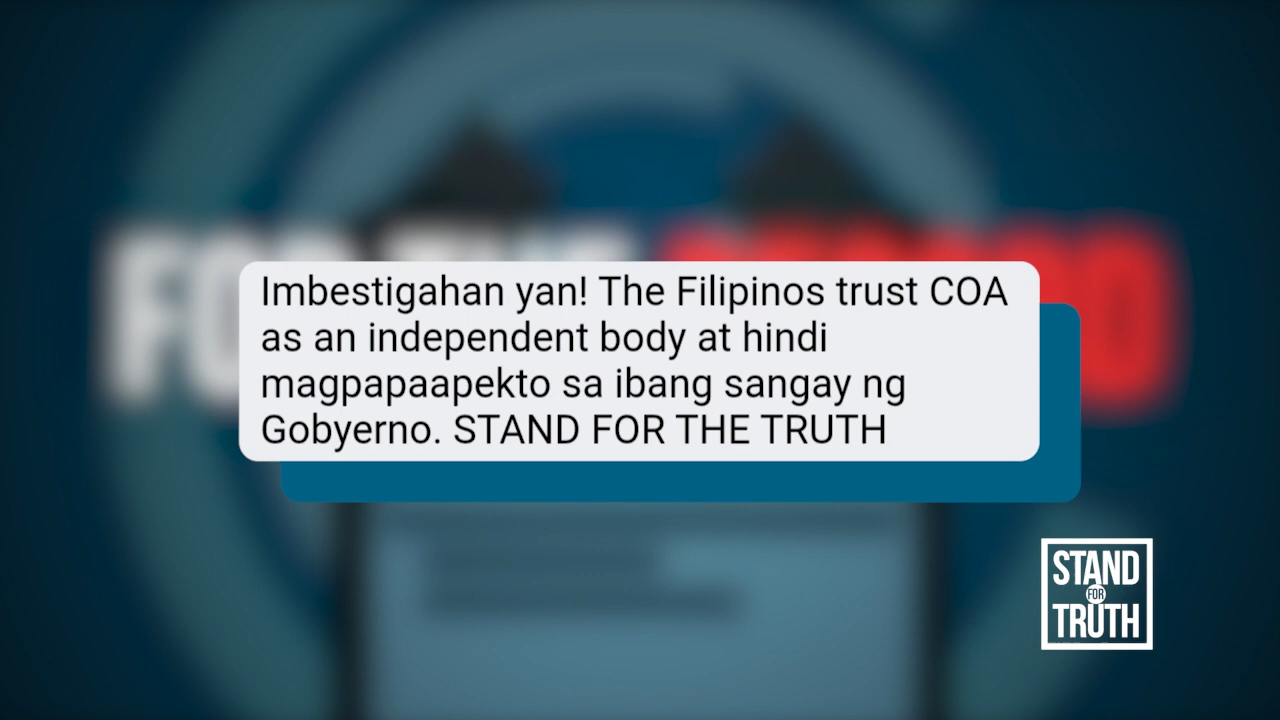 Imbestigahan yan! The Filipinos trust COA
as an independent body at hindi
magpapaapekto sa ibang sangay ng
Gobyerno. STAND FOR THE TRUTH
STAND
FOR
TRUTH